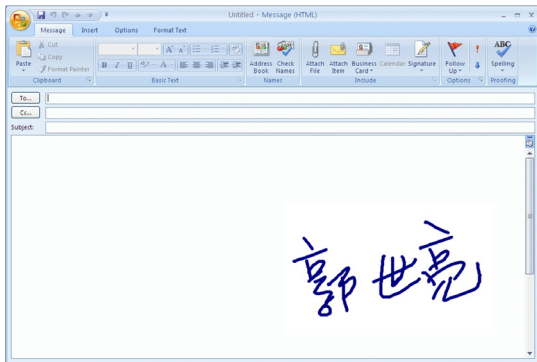 Untitled - Message (HTML)
Message Insert Options Format Text
Paste
Cut
Copy
Format Painter
Clipboard
Basic Text
Address Book
Check Names
Names
Attach File
Attach Item
Business Card
Calendar
Signature
Include
Follow Up
Options
ABC
Spelling
Proofing
To...
Cc...
Subject:
郭世亮